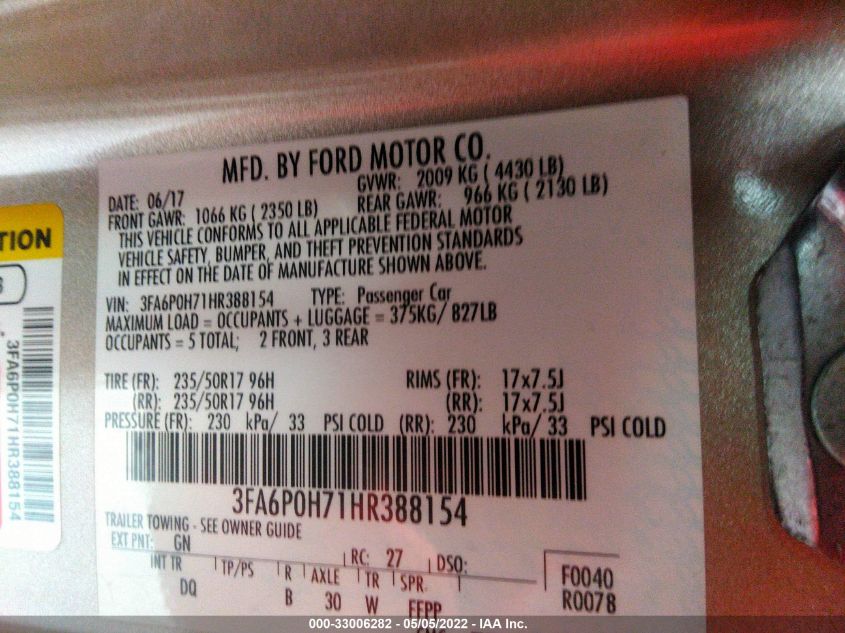 MFD. BY FORD MOTOR CO.
DATE: 06/17 GVWR: 2009 KG ( 4430 LB)
FRONT GAWR: 1066 KG ( 2350 LB) REAR GAWR: 966 KG ( 2130 LB)
THIS VEHICLE CONFORMS TO ALL APPLICABLE FEDERAL MOTOR
VEHICLE SAFETY, BUMPER, AND THEFT PREVENTION STANDARDS
IN EFFECT ON THE DATE OF MANUFACTURE SHOWN ABOVE.
VIN: 3FA6P0H71HR388154 TYPE: Passenger Car
MAXIMUM LOAD = OCCUPANTS + LUGGAGE = 375KG/ 827LB
OCCUPANTS = 5 TOTAL; 2 FRONT, 3 REAR
TIRE (FR): 235/50R17 96H RIMS (FR): 17x7.5J
(RR): 235/50R17 96H (RR): 17x7.5J
PRESSURE (FR): 230 kPa/ 33 PSI COLD (RR): 230 kPa/ 33 PSI COLD
3FA6P0H71HR388154
TRAILER TOWING - SEE OWNER GUIDE
EXT PNT: GN RC: 27 DSO:
INT TR TP/PS R AXLE TR SPR F0040
DQ B 30 W FFPP R0078
TION
3FA6P0H71HR388154
000-33006282 - 05/05/2022 - IAA Inc.